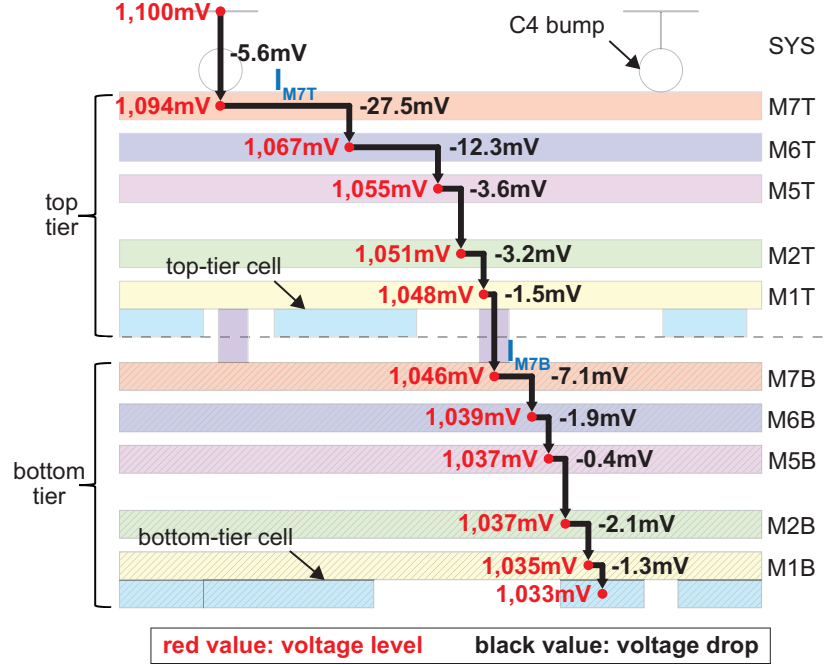 1,100mV
C4 bump
SYS
-5.6mV
I M7T
1,094mV -27.5mV M7T
1,067mV -12.3mV M6T
1,055mV -3.6mV M5T
top
tier
1,051mV -3.2mV M2T
top-tier cell
1,048mV -1.5mV M1T
I M7B
1,046mV -7.1mV M7B
1,039mV -1.9mV M6B
1,037mV -0.4mV M5B
bottom
tier
1,037mV -2.1mV M2B
bottom-tier cell
1,035mV -1.3mV M1B
1,033mV
red value: voltage level black value: voltage drop